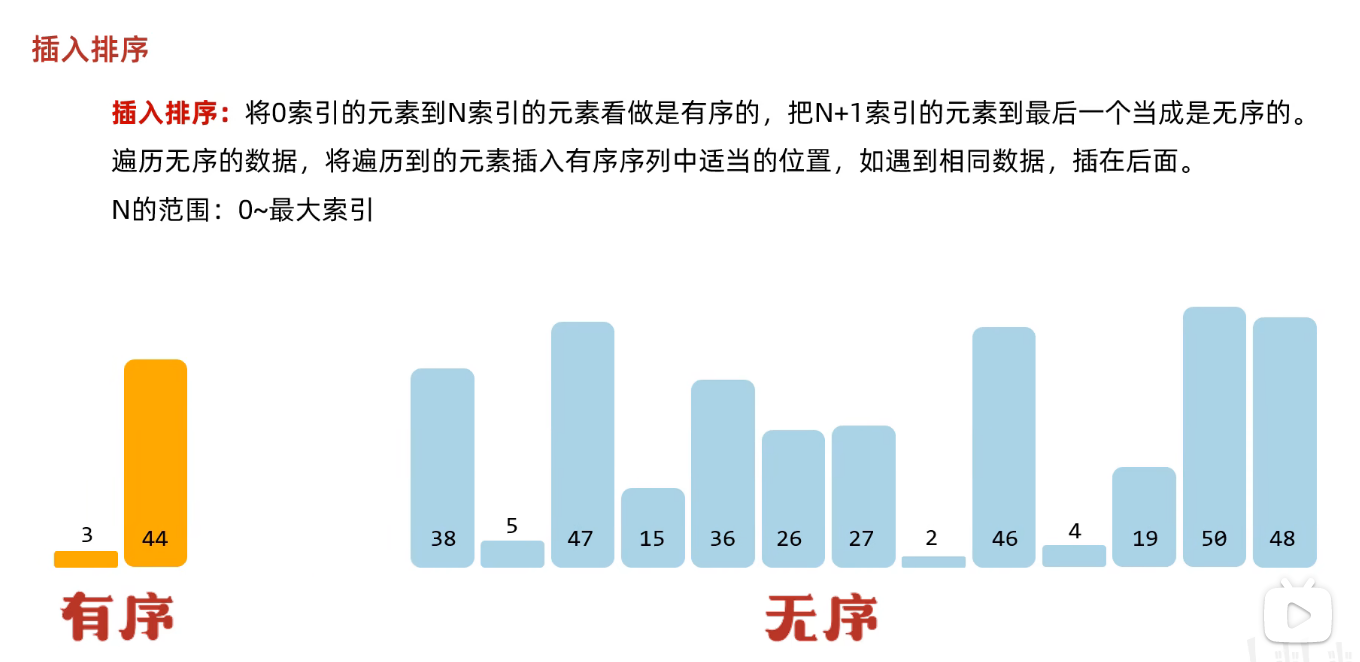 插入排序
插入排序：将0索引的元素到N索引的元素看做是有序的，把N+1索引的元素到最后一个当成是无序的。
遍历无序的数据，将遍历到的元素插入有序序列中适当的位置，如遇到相同数据，插在后面。
N的范围：0~最大索引
3 44 38 5 47 15 36 26 27 2 46 4 19 50 48
有序 无序